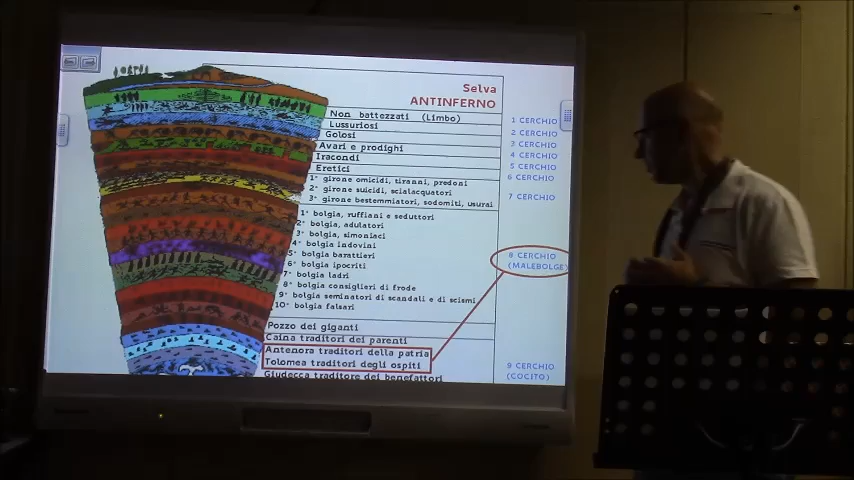 Selva
ANTINFERNO
Non battezzati (Limbo)
1 CERCHIO
Lussuriosi
2 CERCHIO
Golosi
3 CERCHIO
Avari e prodighi
4 CERCHIO
Iracondi
5 CERCHIO
Eretici
6 CERCHIO
1° girone omicidi, tiranni, predoni
2° girone suicidi, scialacquatori
7 CERCHIO
3° girone bestemmiatori, sodomiti, usurai
1° bolgia, ruffiani e seduttori
2° bolgia, adulatori
3° bolgia, simoniaci
4° bolgia indovini
5° bolgia barattieri
8 CERCHIO
(MALEBOLGE)
6° bolgia ipocriti
7° bolgia ladri
8° bolgia consiglieri di frode
9° bolgia seminatori di scandali e di scismi
10° bolgia falsari
Pozzo dei giganti
Caina traditori dei parenti
Antenora traditori della patria
Tolomea traditori degli ospiti
9 CERCHIO
(COCITO)
Giudecca traditore dei benefattori